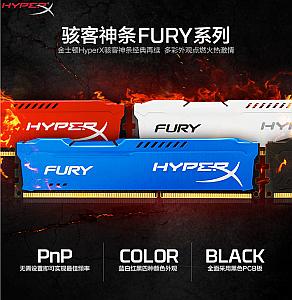 HYPERX
骇客神条FURY系列
金士顿HyperX骇客神条经典再续 多彩外观点燃火热激情
HYPERX
FURY
FURY
HYPERX
PnP
COLOR
BLACK
无需设置即可实现最佳频率
蓝白红黑四种颜色外观
全面采用黑色PCB板